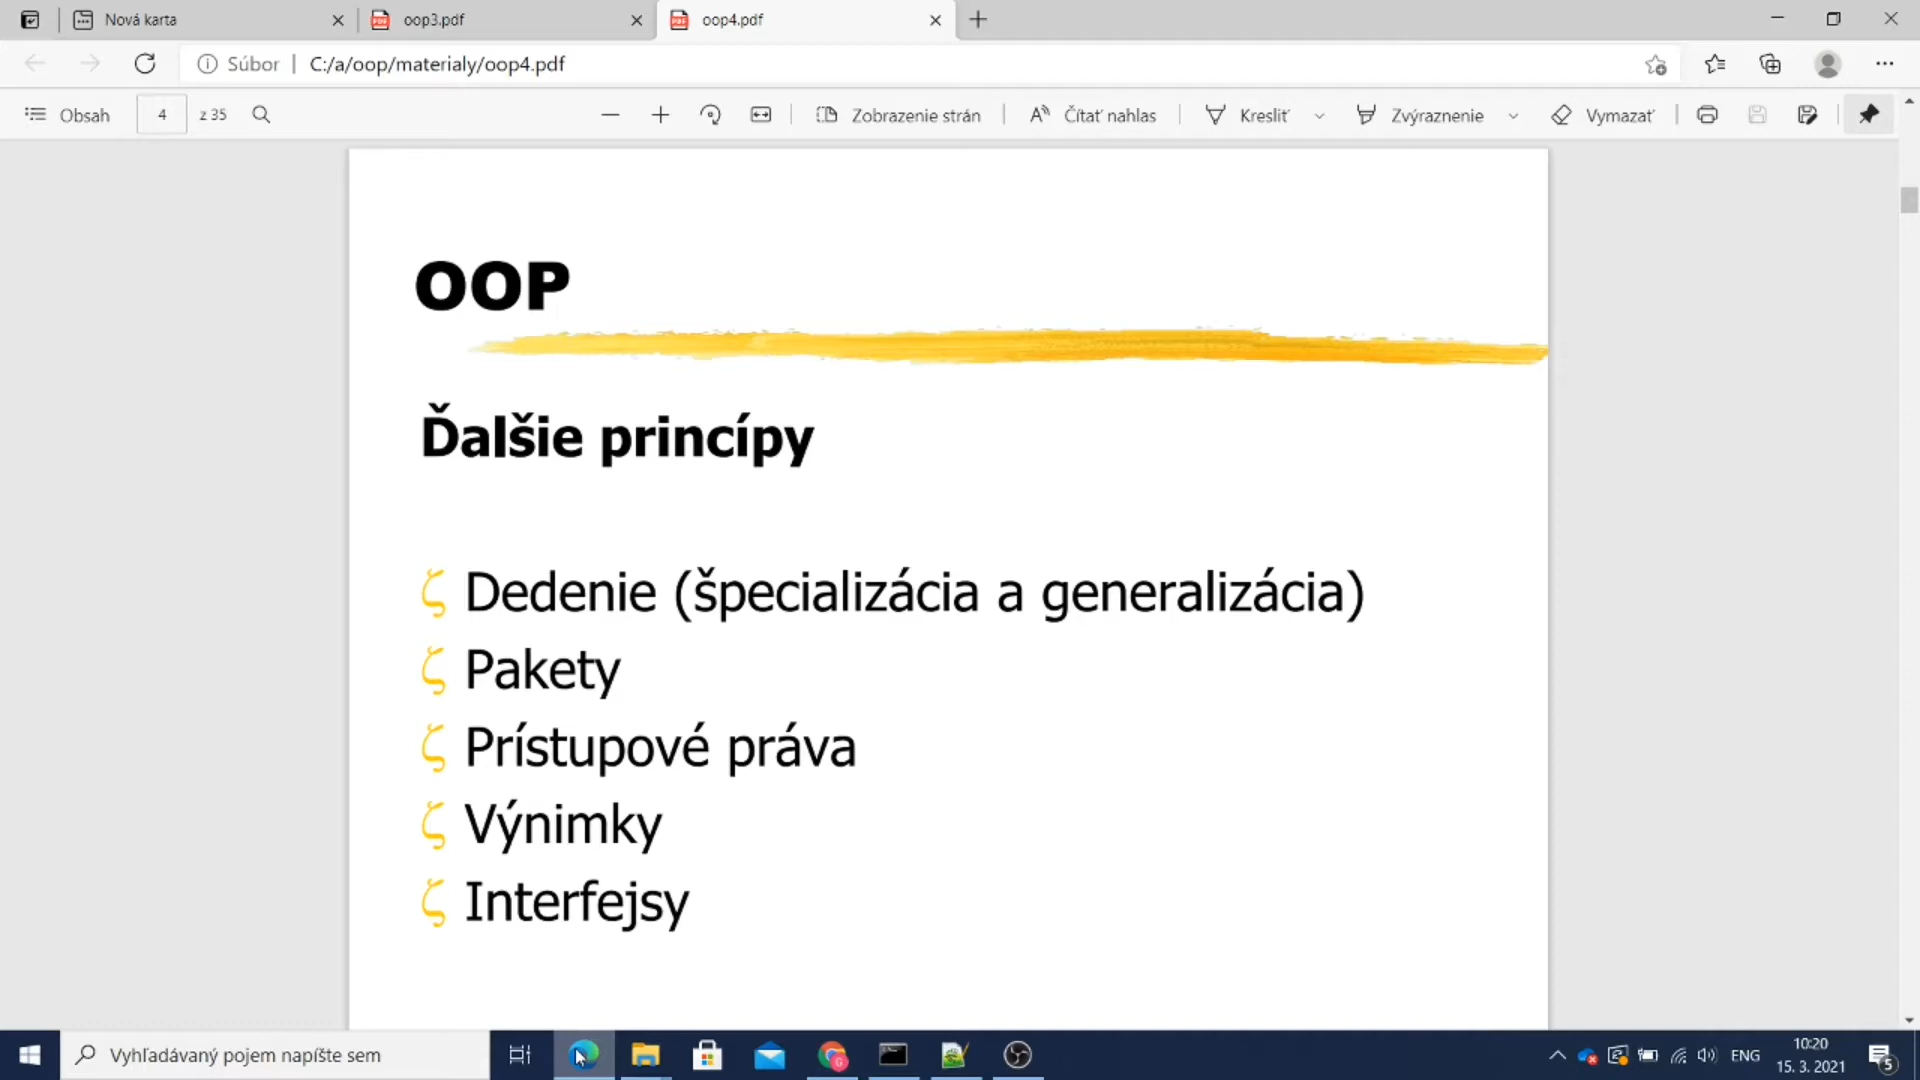 Nová karta
oop3.pdf
oop4.pdf
Súbor
C:/a/oop/materialy/oop4.pdf
Obsah
4
z 35
Zobrazenie strán
Čítať nahlas
Kresliť
Zvýraznenie
Vymazať
OOP
Ďalšie princípy
ζ Dedenie (špecializácia a generalizácia)
ζ Pakety
ζ Prístupové práva
ζ Výnimky
ζ Interfejsy
Vyhľadávaný pojem napíšte sem
ENG
10:20
15. 3. 2021
5